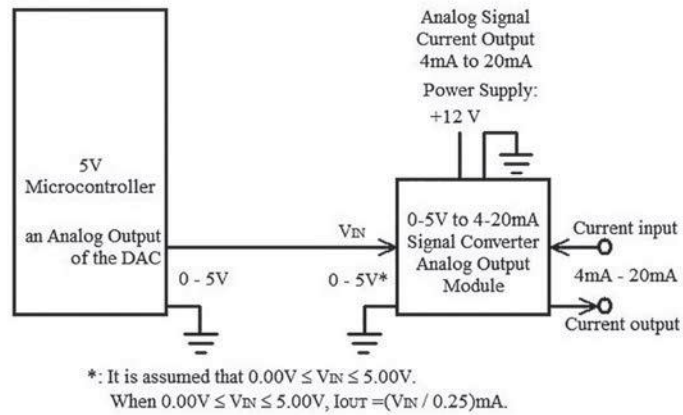 Analog Signal
Current Output
4mA to 20mA
Power Supply:
+12 V
5V
Microcontroller
an Analog Output
of the DAC
0 - 5V
VIN
0 - 5V*
0-5V to 4-20mA
Signal Converter
Analog Output
Module
Current input
4mA - 20mA
Current output
*: It is assumed that 0.00V ≤ VIN ≤ 5.00V.
When 0.00V ≤ VIN ≤ 5.00V, IOUT =(VIN / 0.25)mA.